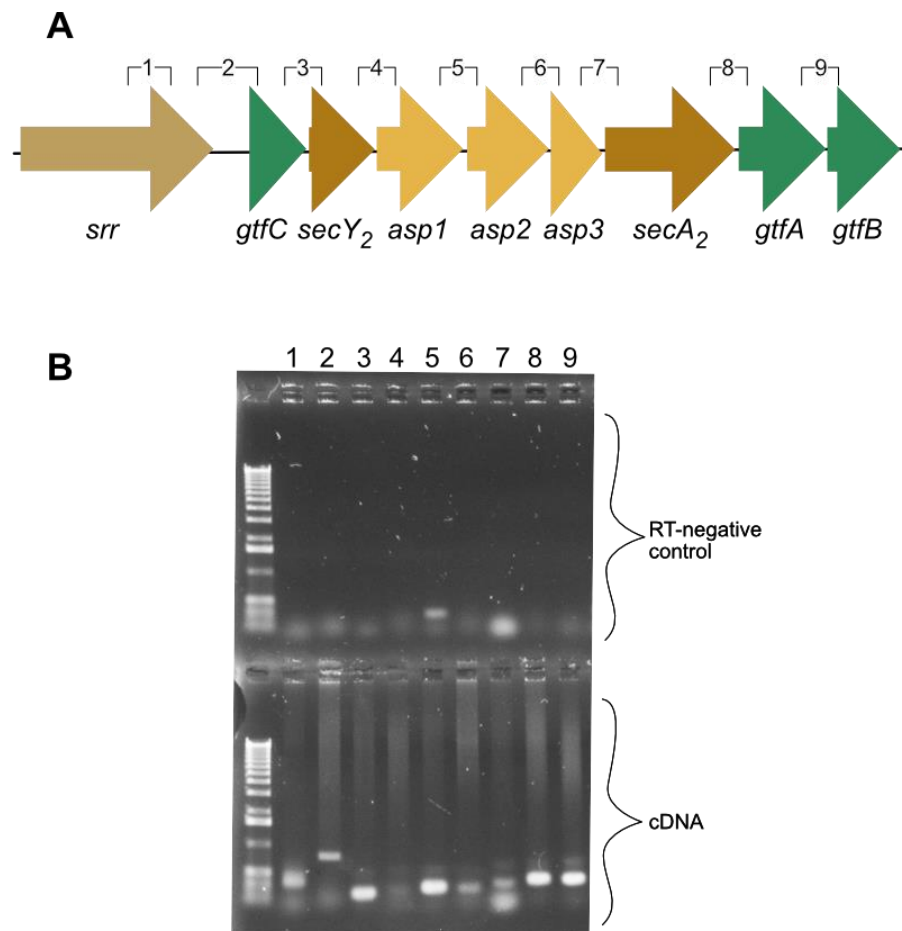 A
1 2 3 4 5 6 7 8 9
srr gtfC secY2 asp1 asp2 asp3 secA2 gtfA gtfB
B
1 2 3 4 5 6 7 8 9
RT-negative
control
cDNA